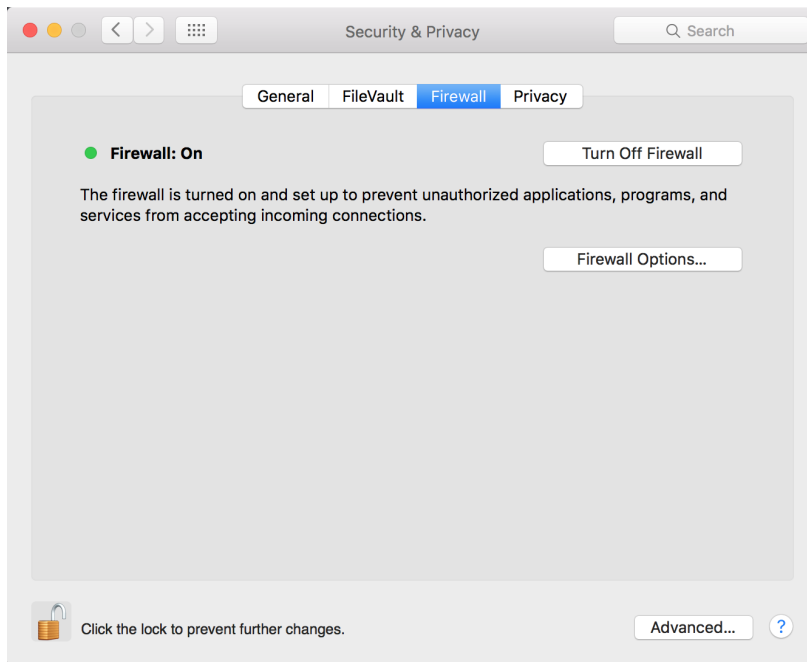 Security & Privacy
Search
General
FileVault
Firewall
Privacy
Firewall: On
Turn Off Firewall
The firewall is turned on and set up to prevent unauthorized applications, programs, and
services from accepting incoming connections.
Firewall Options...
Click the lock to prevent further changes.
Advanced...
?